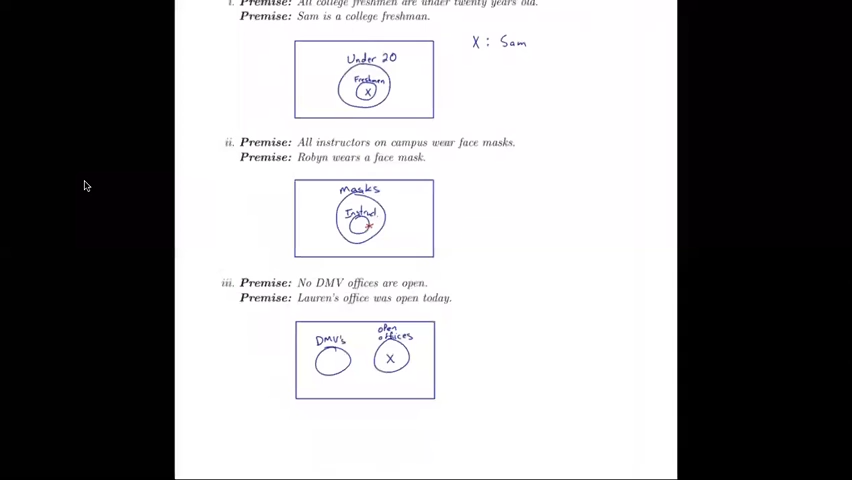 i. Premise: All college freshmen are under twenty years old.
Premise: Sam is a college freshman.
X : Sam
Under 20
Freshmen
X
ii. Premise: All instructors on campus wear face masks.
Premise: Robyn wears a face mask.
Masks
Instruct.
x
iii. Premise: No DMV offices are open.
Premise: Lauren's office was open today.
DMV's
open
offices
X